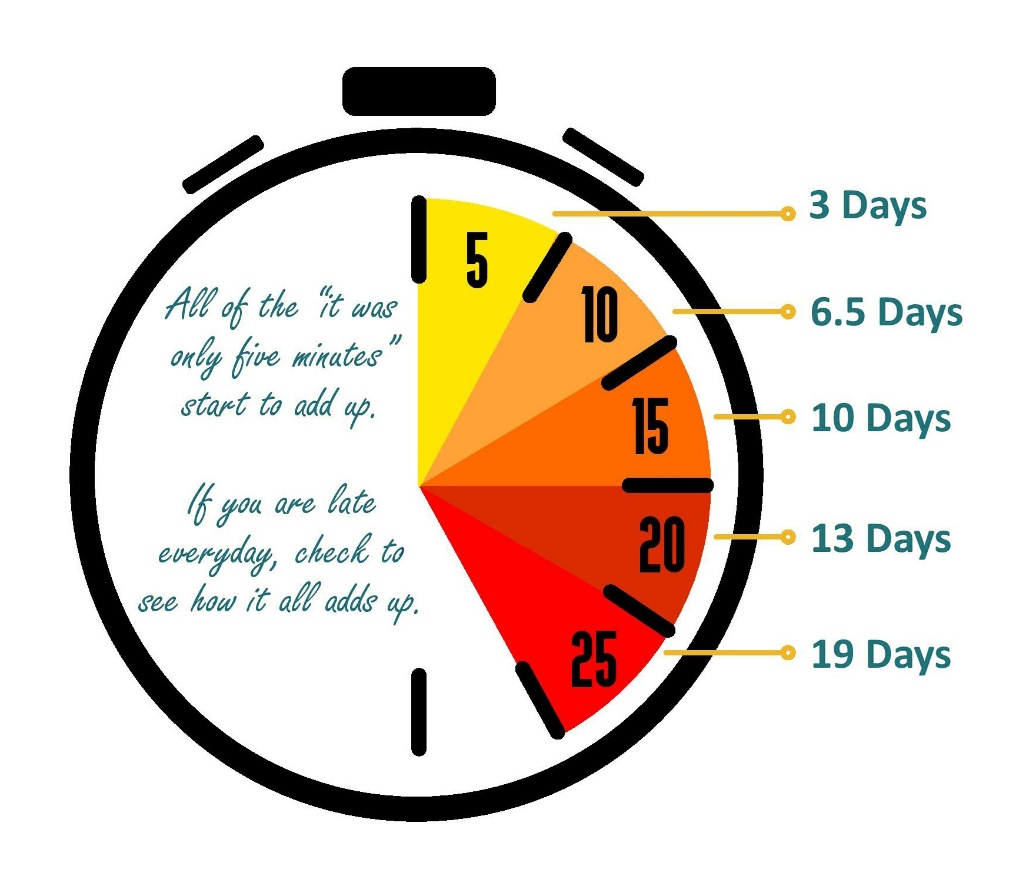 All of the "it was
only five minutes"
start to add up.
If you are late
everyday, check to
see how it all adds up.
5
10
15
20
25
3 Days
6.5 Days
10 Days
13 Days
19 Days